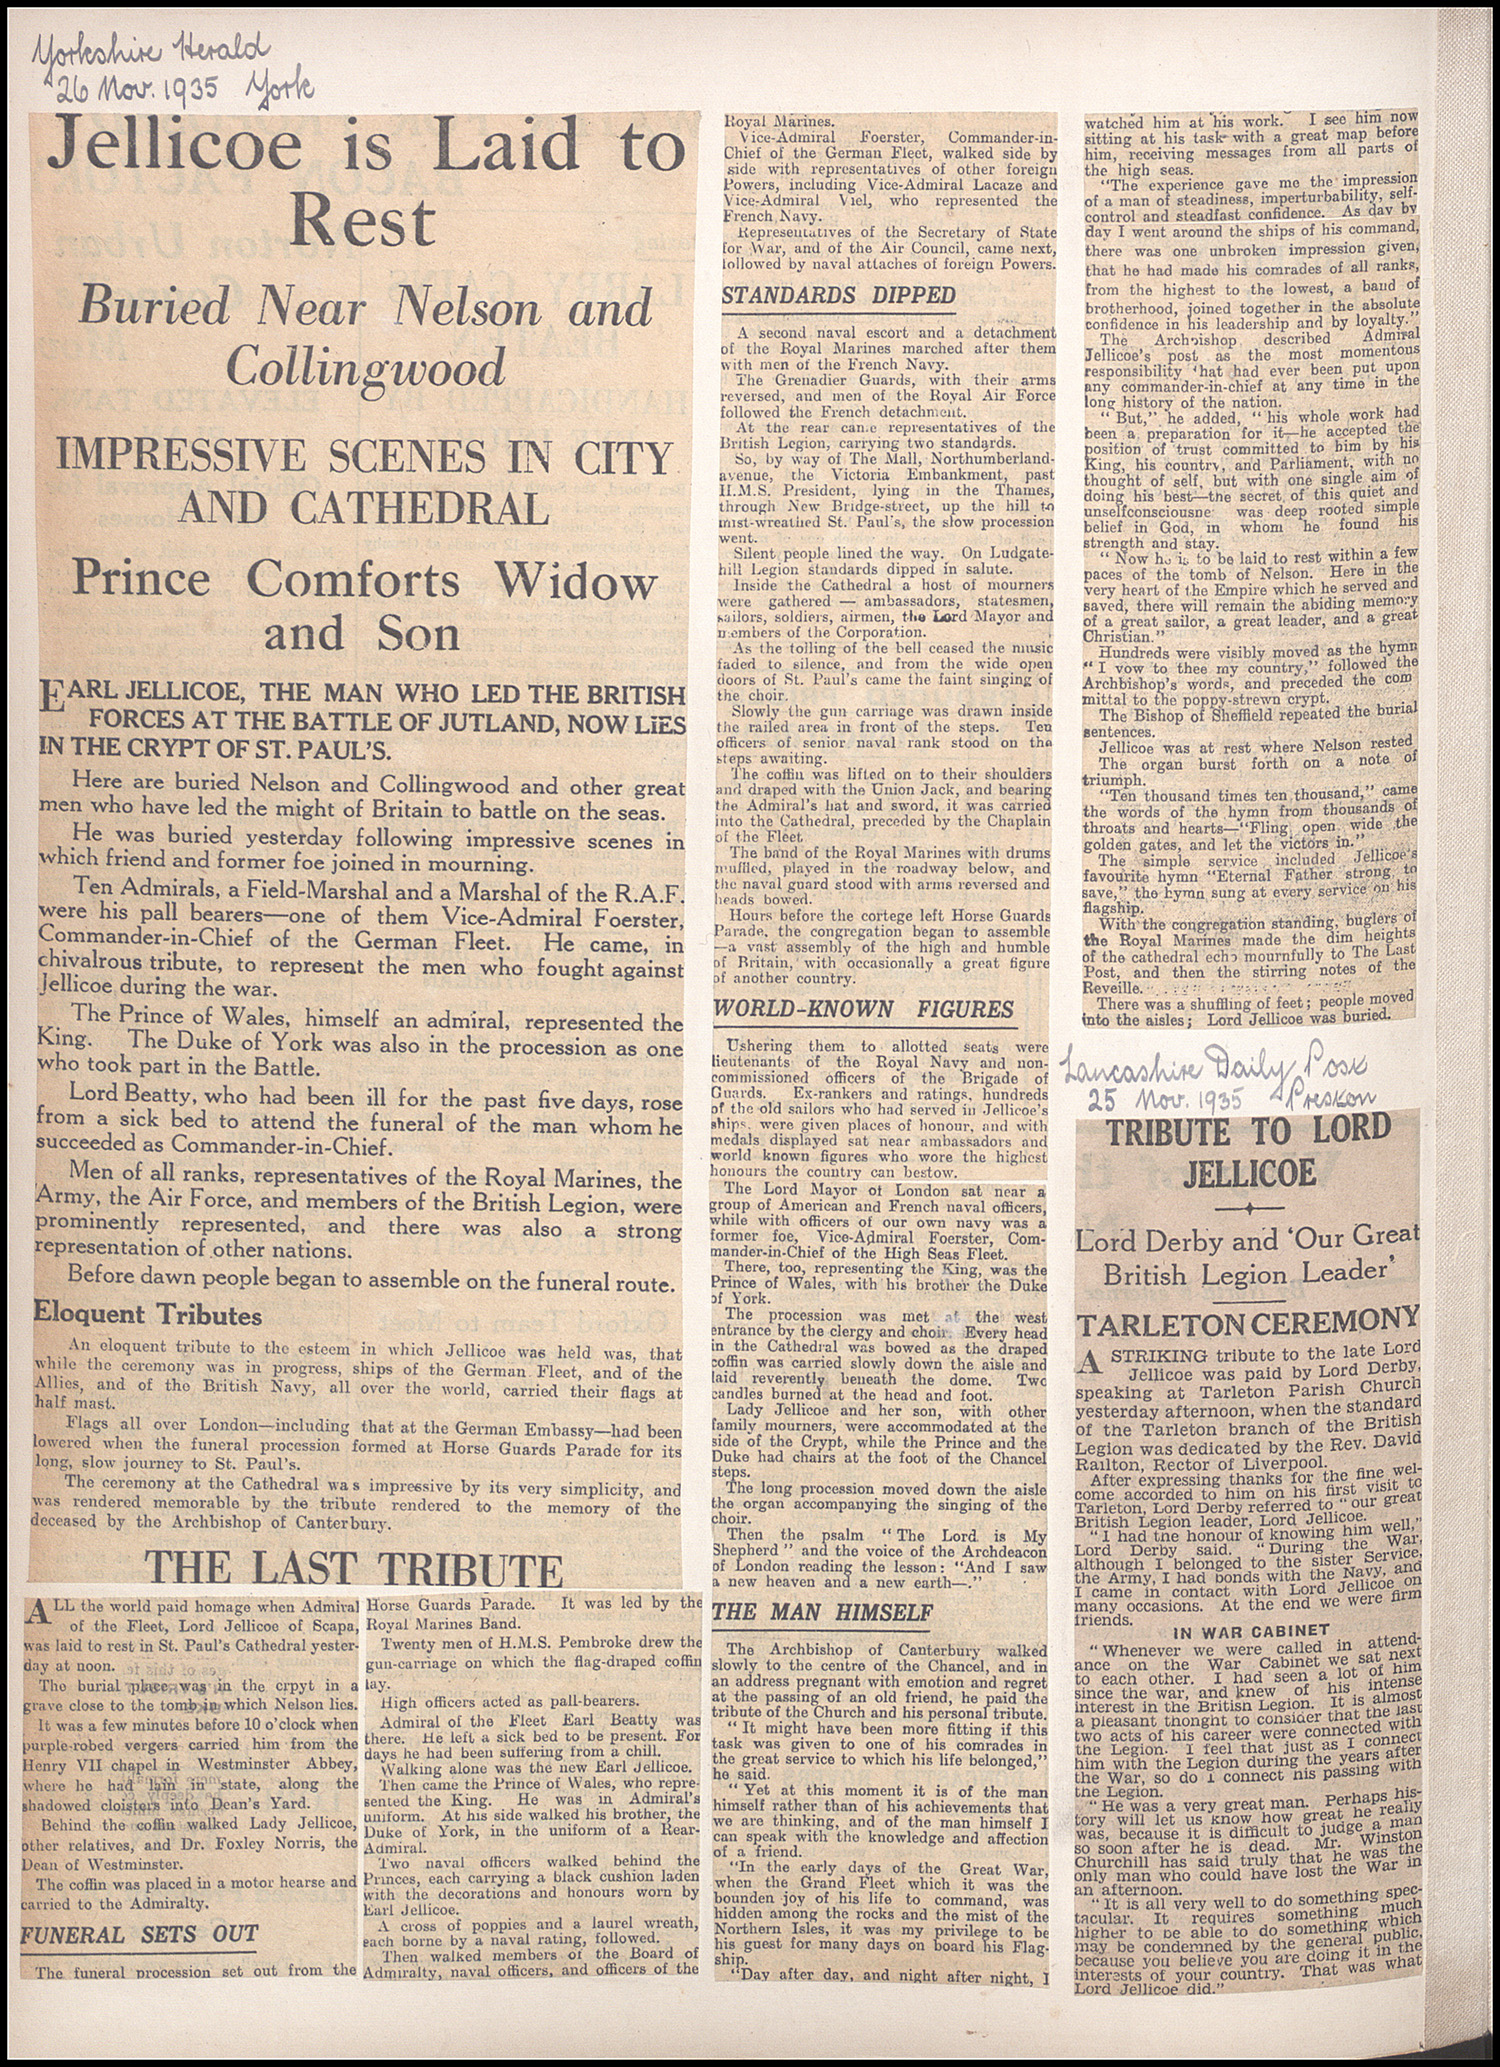 Yorkshire Herald
26 Nov. 1935 York
Jellicoe is Laid to
Rest
Buried Near Nelson and
Collingwood
IMPRESSIVE SCENES IN CITY
AND CATHEDRAL
Prince Comforts Widow
and Son
EARL JELLICOE, THE MAN WHO LED THE BRITISH
FORCES AT THE BATTLE OF JUTLAND, NOW LIES
IN THE CRYPT OF ST. PAUL'S.
Here are buried Nelson and Collingwood and other great
men who have led the might of Britain to battle on the seas.
He was buried yesterday following impressive scenes in
which friend and former foe joined in mourning.
Ten Admirals, a Field-Marshal and a Marshal of the R.A.F.
were his pall bearers—one of them Vice-Admiral Foerster,
Commander-in-Chief of the German Fleet. He came, in
chivalrous tribute, to represent the men who fought against
Jellicoe during the war.
The Prince of Wales, himself an admiral, represented the
King. The Duke of York was also in the procession as one
who took part in the Battle.
Lord Beatty, who had been ill for the past five days, rose
from a sick bed to attend the funeral of the man whom he
succeeded as Commander-in-Chief.
Men of all ranks, representatives of the Royal Marines, the
Army, the Air Force, and members of the British Legion, were
prominently represented, and there was also a strong
representation of other nations.
Before dawn people began to assemble on the funeral route.
Eloquent Tributes
An eloquent tribute to the esteem in which Jellicoe was held was, that
while the ceremony was in progress, ships of the German Fleet, and of the
Allies, and of the British Navy, all over the world, carried their flags at
half mast.
Flags all over London—including that at the German Embassy—had been
lowered when the funeral procession formed at Horse Guards Parade for its
long, slow journey to St. Paul's.
The ceremony at the Cathedral was impressive by its very simplicity, and
was rendered memorable by the tribute rendered to the memory of the
deceased by the Archbishop of Canterbury.
THE LAST TRIBUTE
ALL the world paid homage when Admiral
of the Fleet, Lord Jellicoe of Scapa,
was laid to rest in St. Paul's Cathedral yester-
day at noon.
The burial place was in the crpyt in a
grave close to the tomb in which Nelson lies.
It was a few minutes before 10 o'clock when
purple-robed vergers carried him from the
Henry VII chapel in Westminster Abbey,
where he had lain in state, along the
shadowed cloisters into Dean's Yard.
Behind the coffin walked Lady Jellicoe,
other relatives, and Dr. Foxley Norris, the
Dean of Westminster.
The coffin was placed in a motor hearse and
carried to the Admiralty.
FUNERAL SETS OUT
The funeral procession set out from the
Horse Guards Parade. It was led by the
Royal Marines Band.
Twenty men of H.M.S. Pembroke drew the
gun-carriage on which the flag-draped coffin
lay.
High officers acted as pall-bearers.
Admiral of the Fleet Earl Beatty was
there. He left a sick bed to be present. For
days he had been suffering from a chill.
Walking alone was the new Earl Jellicoe.
Then came the Prince of Wales, who repre-
sented the King. He was in Admiral's
uniform. At his side walked his brother, the
Duke of York, in the uniform of a Rear-
Admiral.
Two naval officers walked behind the
Princes, each carrying a black cushion laden
with the decorations and honours worn by
Earl Jellicoe.
A cross of poppies and a laurel wreath,
each borne by a naval rating, followed.
Then walked members of the Board of
Admiralty, naval officers, and officers of the
Royal Marines.
Vice-Admiral Foerster, Commander-in-
Chief of the German Fleet, walked side by
side with representatives of other foreign
Powers, including Vice-Admiral Lacaze and
Vice-Admiral Viel, who represented the
French Navy.
Representatives of the Secretary of State
for War, and of the Air Council, came next,
followed by naval attaches of foreign Powers.
STANDARDS DIPPED
A second naval escort and a detachment
of the Royal Marines marched after them
with men of the French Navy.
The Grenadier Guards, with their arms
reversed, and men of the Royal Air Force
followed the French detachment.
At the rear came representatives of the
British Legion, carrying two standards.
So, by way of The Mall, Northumberland-
avenue, the Victoria Embankment, past
H.M.S. President, lying in the Thames,
through New Bridge-street, up the hill to
mist-wreathed St. Paul's, the slow procession
went.
Silent people lined the way. On Ludgate-
hill Legion standards dipped in salute.
Inside the Cathedral a host of mourners
were gathered — ambassadors, statesmen,
sailors, soldiers, airmen, the Lord Mayor and
members of the Corporation.
As the tolling of the bell ceased the music
faded to silence, and from the wide open
doors of St. Paul's came the faint singing of
the choir.
Slowly the gun carriage was drawn inside
the railed area in front of the steps. Ten
officers of senior naval rank stood on the
steps awaiting.
The coffin was lifted on to their shoulders
and draped with the Union Jack, and bearing
the Admiral's hat and sword, it was carried
into the Cathedral, preceded by the Chaplain
of the Fleet.
The band of the Royal Marines with drums
muffled, played in the roadway below, and
the naval guard stood with arms reversed and
heads bowed.
Hours before the cortege left Horse Guards
Parade, the congregation began to assemble
—a vast assembly of the high and humble
of Britain, with occasionally a great figure
of another country.
WORLD-KNOWN FIGURES
Ushering them to allotted seats were
lieutenants of the Royal Navy and non-
commissioned officers of the Brigade of
Guards. Ex-rankers and ratings, hundreds
of the old sailors who had served in Jellicoe's
ships, were given places of honour, and with
medals displayed sat near ambassadors and
world known figures who wore the highest
honours the country can bestow.
The Lord Mayor of London sat near a
group of American and French naval officers,
while with officers of our own navy was a
former foe, Vice-Admiral Foerster, Com-
mander-in-Chief of the High Seas Fleet.
There, too, representing the King, was the
Prince of Wales, with his brother the Duke
of York.
The procession was met at the west
entrance by the clergy and choir. Every head
in the Cathedral was bowed as the draped
coffin was carried slowly down the aisle and
laid reverently beneath the dome. Two
candles burned at the head and foot.
Lady Jellicoe and her son, with other
family mourners, were accommodated at the
side of the Crypt, while the Prince and the
Duke had chairs at the foot of the Chancel
steps.
The long procession moved down the aisle
the organ accompanying the singing of the
choir.
Then the psalm "The Lord is My
Shepherd" and the voice of the Archdeacon
of London reading the lesson: "And I saw
a new heaven and a new earth—."
THE MAN HIMSELF
The Archbishop of Canterbury walked
slowly to the centre of the Chancel, and in
an address pregnant with emotion and regret
at the passing of an old friend, he paid the
tribute of the Church and his personal tribute.
"It might have been more fitting if this
task was given to one of his comrades in
the great service to which his life belonged,"
he said.
"Yet at this moment it is of the man
himself rather than of his achievements that
we are thinking, and of the man himself I
can speak with the knowledge and affection
of a friend.
"In the early days of the Great War,
when the Grand Fleet which it was the
bounden joy of his life to command, was
hidden among the rocks and the mist of the
Northern Isles, it was my privilege to be
his guest for many days on board his Flag-
ship.
"Day after day, and night after night, I
watched him at his work. I see him now
sitting at his task with a great map before
him, receiving messages from all parts of
the high seas.
"The experience gave me the impression
of a man of steadiness, imperturbability, self-
control and steadfast confidence. As day by
day I went around the ships of his command,
there was one unbroken impression given,
that he had made his comrades of all ranks,
from the highest to the lowest, a band of
brotherhood, joined together in the absolute
confidence in his leadership and by loyalty."
The Archbishop described Admiral
Jellicoe's post as the most momentous
responsibility that had ever been put upon
any commander-in-chief at any time in the
long history of the nation.
"But," he added, "his whole work had
been a preparation for it—he accepted the
position of trust committed to him by his
King, his country, and Parliament, with no
thought of self, but with one single aim of
doing his best—the secret of this quiet and
unselfconsciousne was deep rooted simple
belief in God, in whom he found his
strength and stay.
"Now he is to be laid to rest within a few
paces of the tomb of Nelson. Here in the
very heart of the Empire which he served and
saved, there will remain the abiding memory
of a great sailor, a great leader, and a great
Christian."
Hundreds were visibly moved as the hymn
"I vow to thee my country," followed the
Archbishop's words, and preceded the com
mittal to the poppy-strewn crypt.
The Bishop of Sheffield repeated the burial
sentences.
Jellicoe was at rest where Nelson rested
The organ burst forth on a note of
triumph.
"Ten thousand times ten thousand," came
the words of the hymn from thousands of
throats and hearts—"Fling open wide the
golden gates, and let the victors in."
The simple service included Jellicoe's
favourite hymn "Eternal Father strong to
save," the hymn sung at every service on his
flagship.
With the congregation standing, buglers of
the Royal Marines made the dim heights
of the cathedral echo mournfully to The Last
Post, and then the stirring notes of the
Reveille.
There was a shuffling of feet; people moved
into the aisles; Lord Jellicoe was buried.
Lancashire Daily Post
25 Nov. 1935 Preston
TRIBUTE TO LORD
JELLICOE
Lord Derby and 'Our Great
British Legion Leader'
TARLETON CEREMONY
A STRIKING tribute to the late Lord
Jellicoe was paid by Lord Derby,
speaking at Tarleton Parish Church
yesterday afternoon, when the standard
of the Tarleton branch of the British
Legion was dedicated by the Rev. David
Railton, Rector of Liverpool.
After expressing thanks for the fine wel-
come accorded to him on his first visit to
Tarleton, Lord Derby referred to "our great
British Legion leader, Lord Jellicoe.
"I had the honour of knowing him well,"
Lord Derby said. "During the War,
although I belonged to the sister Service,
the Army, I had bonds with the Navy, and
I came in contact with Lord Jellicoe on
many occasions. At the end we were firm
friends.
IN WAR CABINET
"Whenever we were called in attend-
ance on the War Cabinet we sat next
to each other. I had seen a lot of him
since the war, and knew of his intense
interest in the British Legion. It is almost
a pleasant thonght to consider that the last
two acts of his career were connected with
the Legion. I feel that just as I connect
him with the Legion during the years after
the War, so do I connect his passing with
the Legion.
"He was a very great man. Perhaps his-
tory will let us know how great he really
was, because it is difficult to judge a man
so soon after he is dead. Mr. Winston
Churchill has said truly that he was the
only man who could have lost the War in
an afternoon.
"It is all very well to do something spec-
tacular. It requires something much
higher to be able to do something which
may be condemned by the general public,
because you believe you are doing it in the
interests of your country. That was what
Lord Jellicoe did."